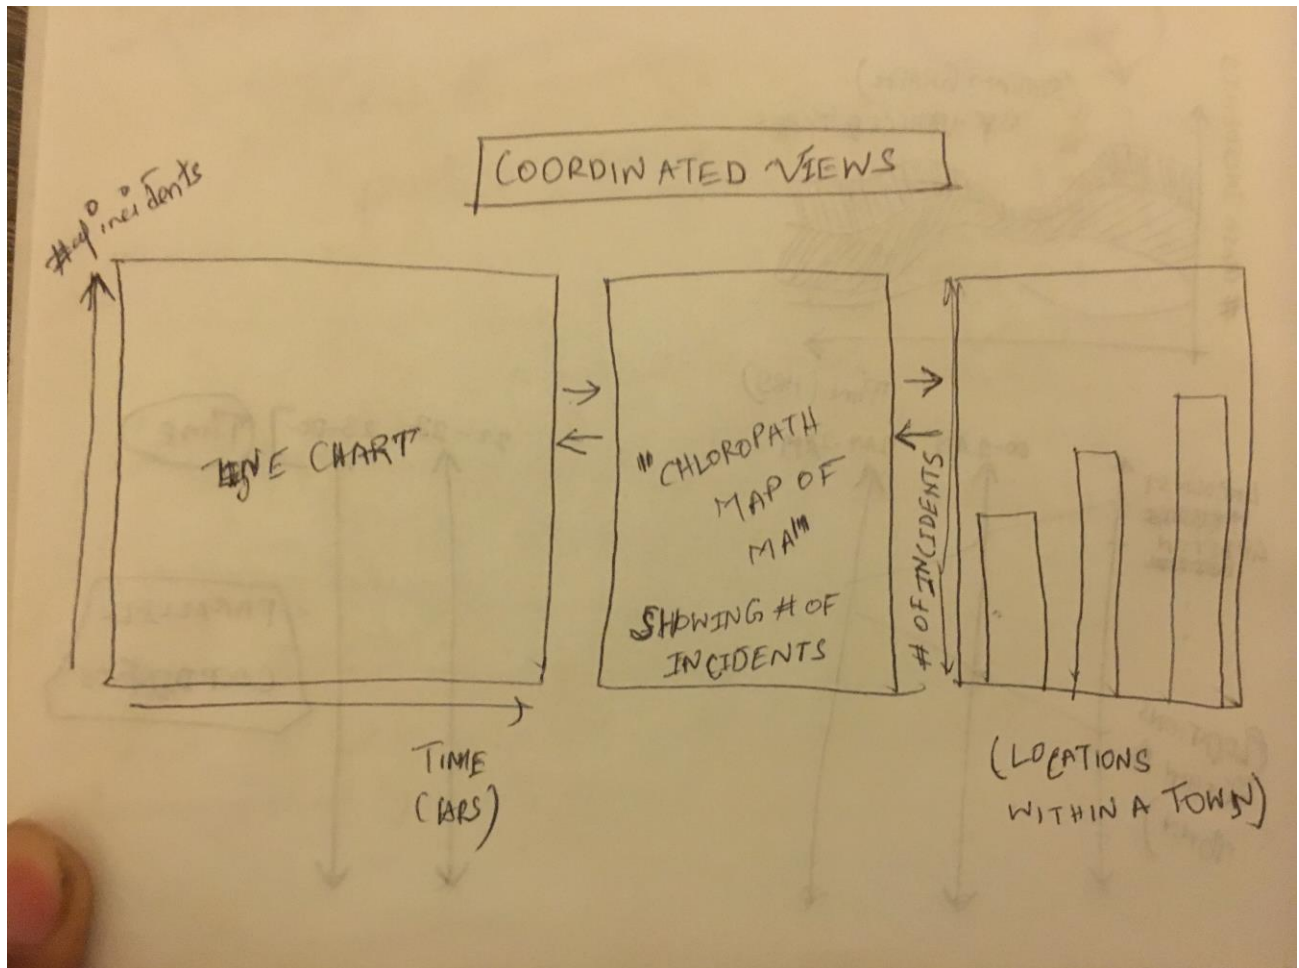 COORDINATED VIEWS
# of incidents
LINE CHART
TIME
"CHLOROPATH
MAP OF
MA"
SHOWING # OF
INCIDENTS
# OF INCIDENTS
(LOCATIONS
WITHIN A TOWN)